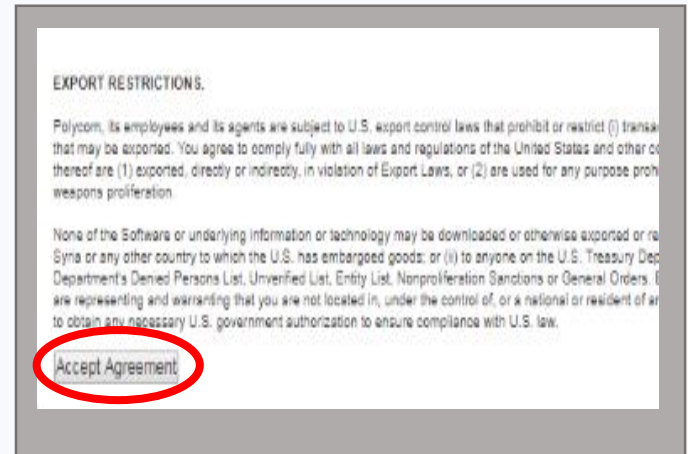 EXPORT RESTRICTIONS.
Polycom, its employees and its agents are subject to U.S. export control laws that prohibit or restrict (i) transa
that may be exported. You agree to comply fully with all laws and regulations of the United States and other co
thereof are (1) exported, directly or indirectly, in violation of Export Laws, or (2) are used for any purpose proh
weapons proliferation.
None of the Software or underlying information or technology may be downloaded or otherwise exported or re
Syria or any other country to which the U.S. has embargoed goods; or (ii) to anyone on the U.S. Treasury Dep
Department's Denied Persons List, Unverified List, Entity List, Nonproliferation Sanctions or General Orders.
are representing and warranting that you are not located in, under the control of, or a national or resident of
to obtain any necessary U.S. government authorization to ensure compliance with U.S. law.
Accept Agreement